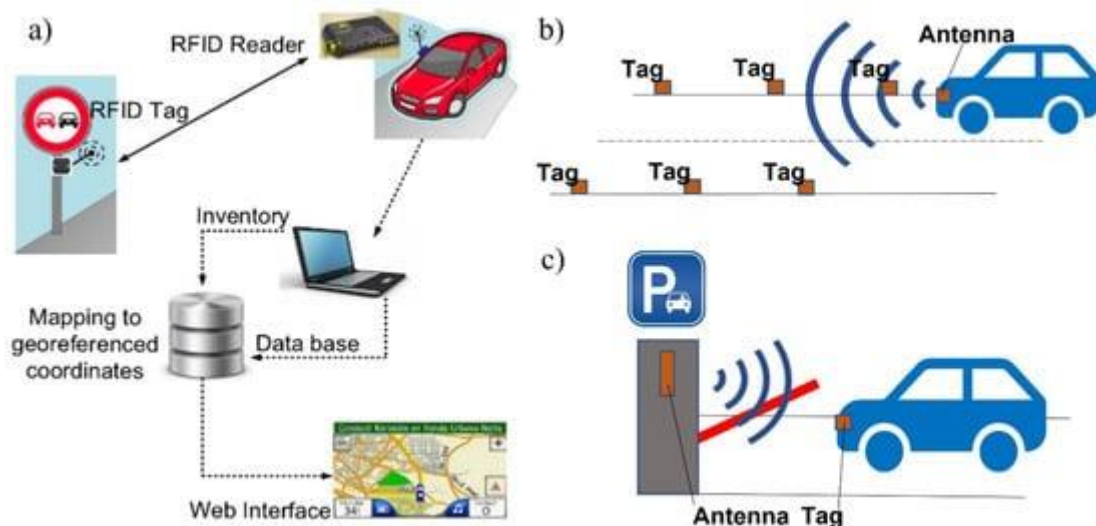 a)
RFID Reader
RFID Tag
Inventory
Mapping to
georeferenced
coordinates
Data base
Web Interface
b)
Antenna
Tag
Tag
Tag
Tag
Tag
Tag
c)
P
Antenna Tag